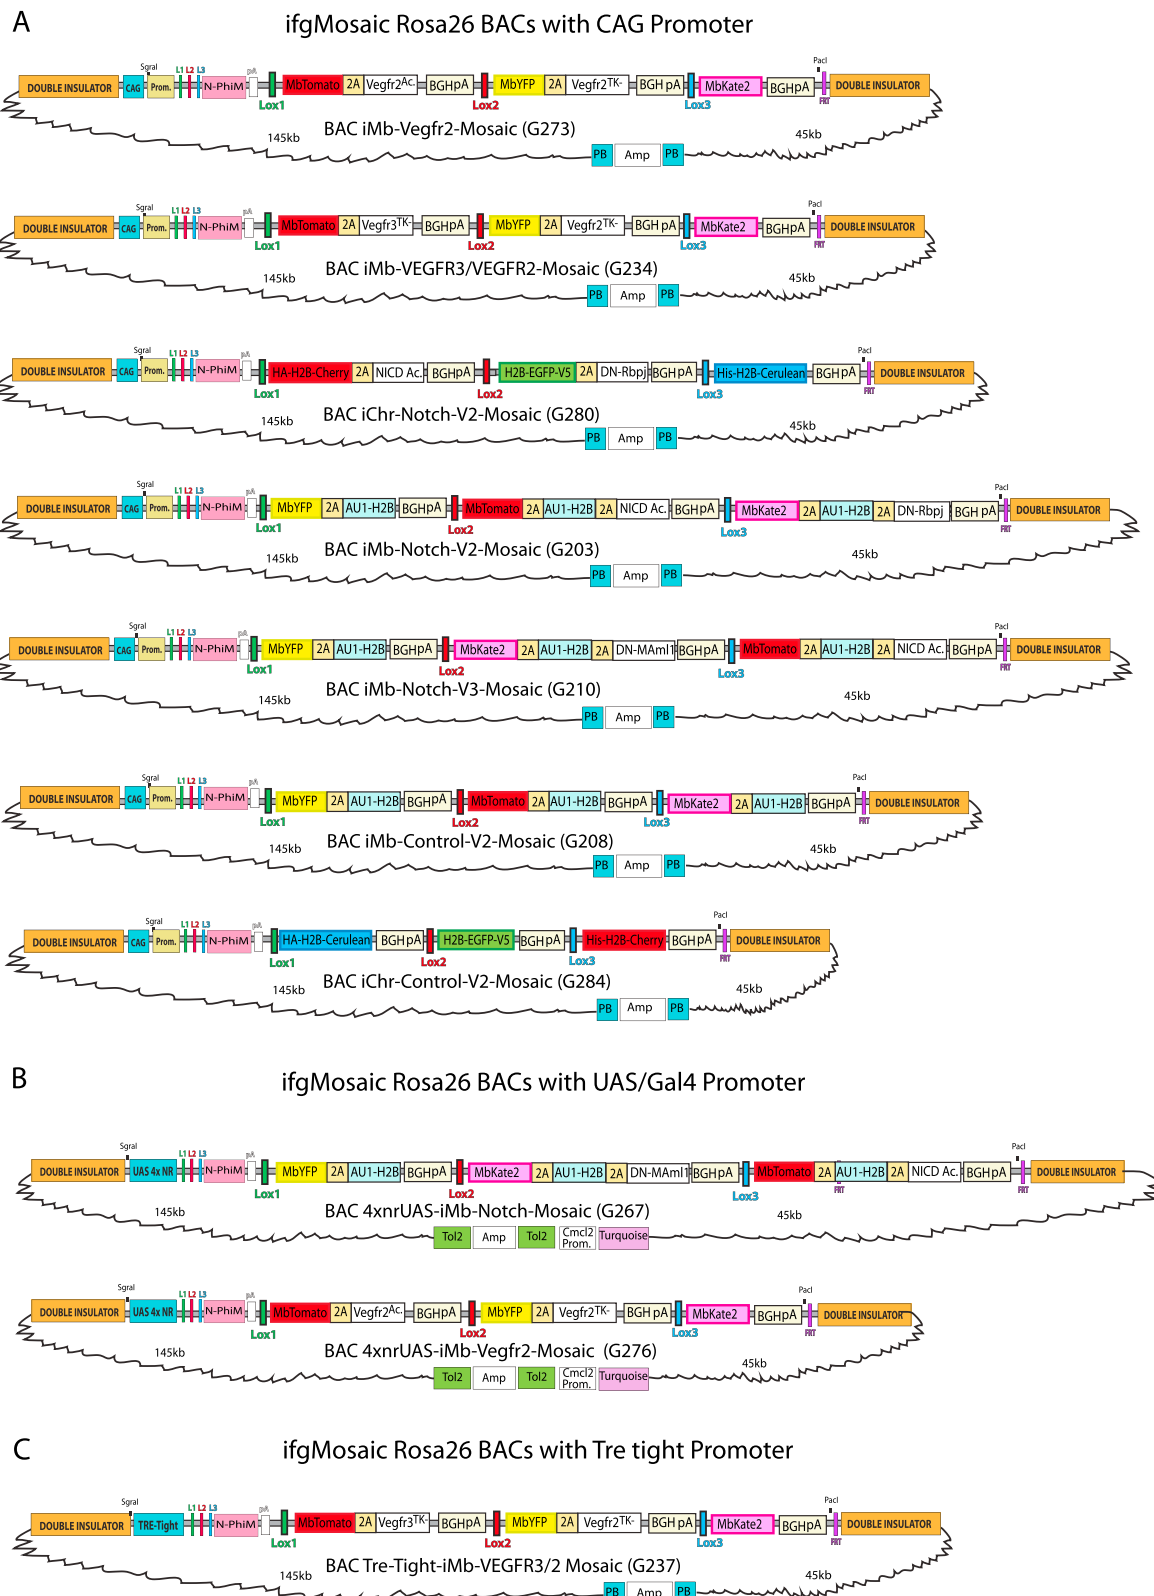 A
ifgMosaic Rosa26 BACs with CAG Promoter
SgraI L1 L2 L3 pA PacI
DOUBLE INSULATOR CAG Prom. N-PhiM MbTomato 2A Vegfr2Ac. BGHpA MbYFP 2A Vegfr2TK- BGH pA MbKate2 BGHpA DOUBLE INSULATOR
Lox1 Lox2 Lox3 FRT
BAC iMb-Vegfr2-Mosaic (G273)
145kb 45kb
PB Amp PB
SgraI L1 L2 L3 pA PacI
DOUBLE INSULATOR CAG Prom. N-PhiM MbTomato 2A Vegfr3TK- BGHpA MbYFP 2A Vegfr2TK- BGH pA MbKate2 BGHpA DOUBLE INSULATOR
Lox1 Lox2 Lox3 FRT
BAC iMb-VEGFR3/VEGFR2-Mosaic (G234)
145kb 45kb
PB Amp PB
SgraI L1 L2 L3 pA PacI
DOUBLE INSULATOR CAG Prom. N-PhiM HA-H2B-Cherry 2A NICD Ac. BGHpA H2B-EGFP-V5 2A DN-Rbpj BGH pA His-H2B-Cerulean BGH pA DOUBLE INSULATOR
Lox1 Lox2 Lox3 FRT
BAC iChr-Notch-V2-Mosaic (G280)
145kb 45kb
PB Amp PB
SgraI L1 L2 L3 pA PacI
DOUBLE INSULATOR CAG Prom. N-PhiM MbYFP 2A AU1-H2B BGHpA MbTomato 2A AU1-H2B 2A NICD Ac. BGHpA MbKate2 2A AU1-H2B 2A DN-Rbpj BGH pA DOUBLE INSULATOR
Lox1 Lox2 Lox3 FRT
BAC iMb-Notch-V2-Mosaic (G203)
145kb 45kb
PB Amp PB
SgraI L1 L2 L3 pA PacI
DOUBLE INSULATOR CAG Prom. N-PhiM MbYFP 2A AU1-H2B BGHpA MbKate2 2A AU1-H2B 2A DN-MAml1 BGHpA MbTomato 2A AU1-H2B 2A NICD Ac. BGHpA DOUBLE INSULATOR
Lox1 Lox2 Lox3 FRT
BAC iMb-Notch-V3-Mosaic (G210)
145kb 45kb
PB Amp PB
SgraI L1 L2 L3 pA PacI
DOUBLE INSULATOR CAG Prom. N-PhiM MbYFP 2A AU1-H2B BGHpA MbTomato 2A AU1-H2B BGHpA MbKate2 2A AU1-H2B BGHpA DOUBLE INSULATOR
Lox1 Lox2 Lox3 FRT
BAC iMb-Control-V2-Mosaic (G208)
145kb 45kb
PB Amp PB
SgraI L1 L2 L3 pA PacI
DOUBLE INSULATOR CAG Prom. N-PhiM HA-H2B-Cerulean BGH pA H2B-EGFP-V5 BGH pA His-H2B-Cherry BGH pA DOUBLE INSULATOR
Lox1 Lox2 Lox3 FRT
BAC iChr-Control-V2-Mosaic (G284)
145kb 45kb
PB Amp PB
B
ifgMosaic Rosa26 BACs with UAS/Gal4 Promoter
SgraI L1 L2 L3 pA PacI
DOUBLE INSULATOR UAS 4x NR N-PhiM MbYFP 2A AU1-H2B BGHpA MbKate2 2A AU1-H2B 2A DN-MAml1 BGHpA MbTomato 2A AU1-H2B 2A NICD Ac. BGHpA DOUBLE INSULATOR
Lox1 Lox2 Lox3 FRT FRT
BAC 4xnrUAS-iMb-Notch-Mosaic (G267)
145kb 45kb
Tol2 Amp Tol2 Cmcl2 Prom. Turquoise
SgraI L1 L2 L3 pA PacI
DOUBLE INSULATOR UAS 4x NR N-PhiM MbTomato 2A Vegfr2Ac. BGHpA MbYFP 2A Vegfr2TK- BGH pA MbKate2 BGHpA DOUBLE INSULATOR
Lox1 Lox2 Lox3 FRT
BAC 4xnrUAS-iMb-Vegfr2-Mosaic (G276)
145kb 45kb
Tol2 Amp Tol2 Cmcl2 Prom. Turquoise
C
ifgMosaic Rosa26 BACs with Tre tight Promoter
SgraI L1 L2 L3 pA PacI
DOUBLE INSULATOR TRE-Tight N-PhiM MbTomato 2A Vegfr3TK- BGHpA MbYFP 2A Vegfr2TK- BGH pA MbKate2 BGHpA DOUBLE INSULATOR
Lox1 Lox2 Lox3 FRT
BAC Tre-Tight-iMb-VEGFR3/2 Mosaic (G237)
145kb 45kb
PB Amp PB